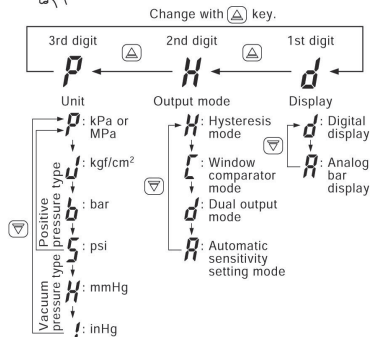 Change with key.
3rd digit 2nd digit 1st digit
P H d
Unit Output mode Display
P: kPa or MPa
J: kgf/cm²
b: bar
5: psi
H: mmHg
: inHg
Positive pressure type
Vacuum pressure type
H: Hysteresis mode
C: Window comparator mode
d: Dual output mode
A: Automatic sensitivity setting mode
d: Digital display
A: Analog bar display